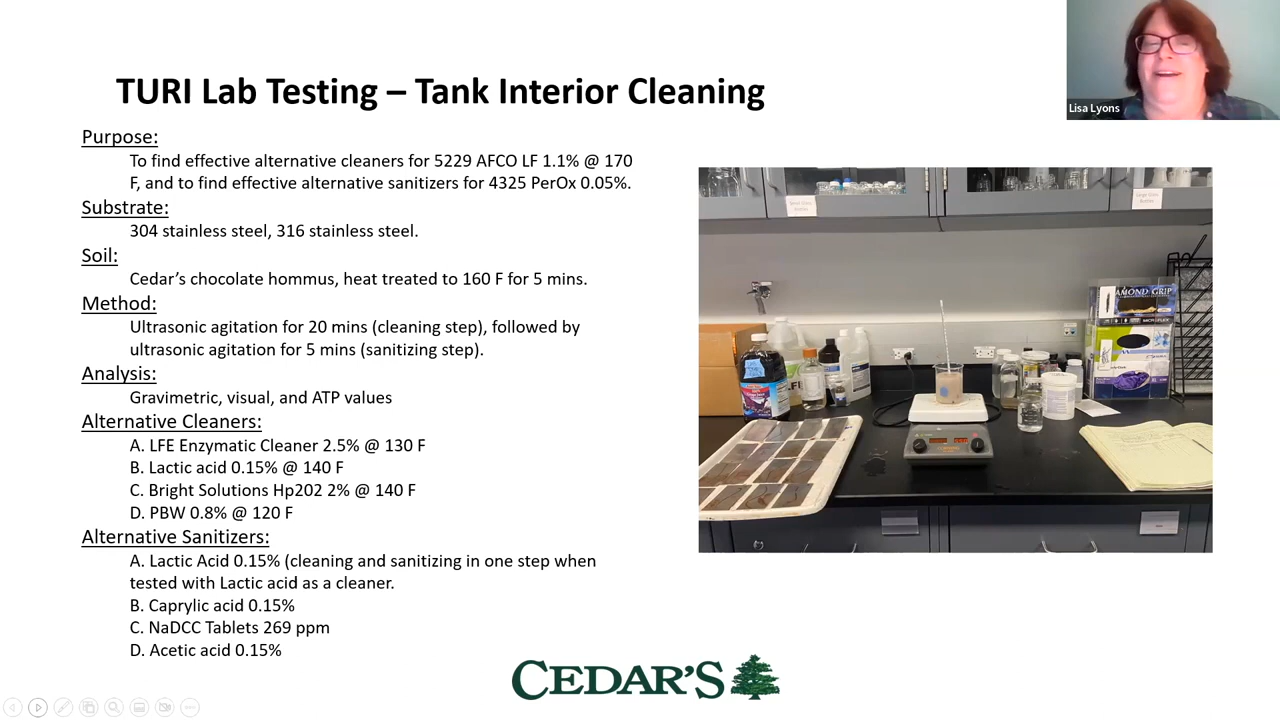 TURI Lab Testing – Tank Interior Cleaning
Lisa Lyons
Purpose:
To find effective alternative cleaners for 5229 AFCO LF 1.1% @ 170
F, and to find effective alternative sanitizers for 4325 PerOx 0.05%.
Substrate:
304 stainless steel, 316 stainless steel.
Soil:
Cedar’s chocolate hommus, heat treated to 160 F for 5 mins.
Method:
Ultrasonic agitation for 20 mins (cleaning step), followed by
ultrasonic agitation for 5 mins (sanitizing step).
Analysis:
Gravimetric, visual, and ATP values
Alternative Cleaners:
A. LFE Enzymatic Cleaner 2.5% @ 130 F
B. Lactic acid 0.15% @ 140 F
C. Bright Solutions Hp202 2% @ 140 F
D. PBW 0.8% @ 120 F
Alternative Sanitizers:
A. Lactic Acid 0.15% (cleaning and sanitizing in one step when
tested with Lactic acid as a cleaner.
B. Caprylic acid 0.15%
C. NaDCC Tablets 269 ppm
D. Acetic acid 0.15%
AMOND GRIP
CEDAR'S